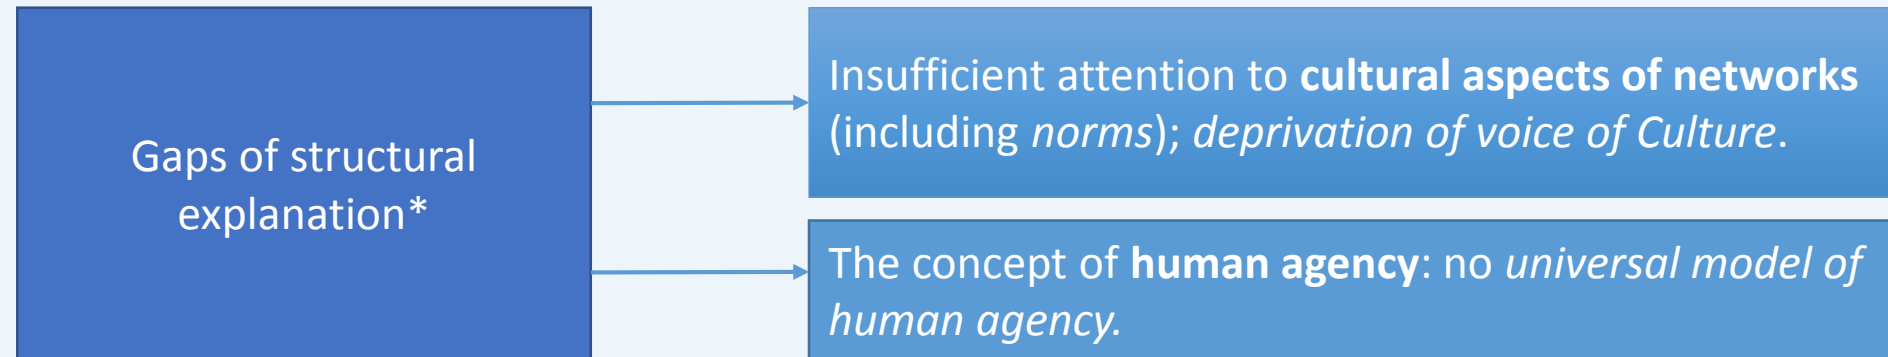 Gaps of structural
explanation*
Insufficient attention to cultural aspects of networks
(including norms); deprivation of voice of Culture.
The concept of human agency: no universal model of
human agency.